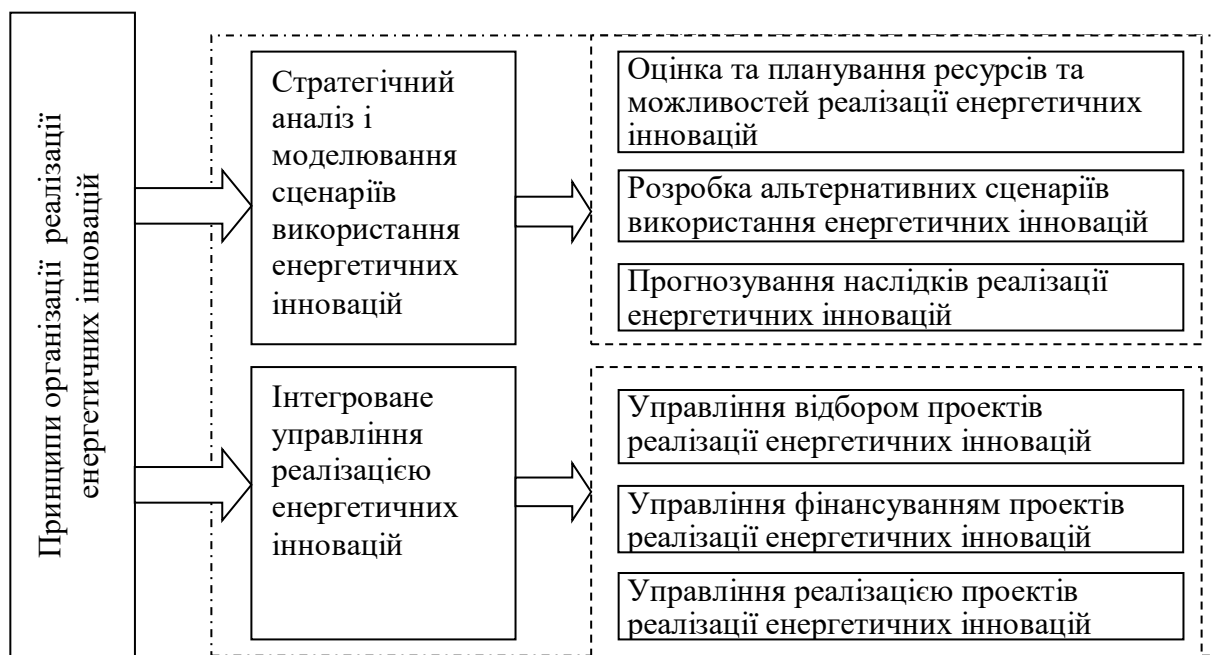 Принципи організації реалізації
енергетичних інновацій
Стратегічний
аналіз і
моделювання
сценаріїв
використання
енергетичних
інновацій
Оцінка та планування ресурсів та
можливостей реалізації енергетичних
інновацій
Розробка альтернативних сценаріїв
використання енергетичних інновацій
Прогнозування наслідків реалізації
енергетичних інновацій
Інтегроване
управління
реалізацією
енергетичних
інновацій
Управління відбором проектів
реалізації енергетичних інновацій
Управління фінансуванням проектів
реалізації енергетичних інновацій
Управління реалізацією проектів
реалізації енергетичних інновацій